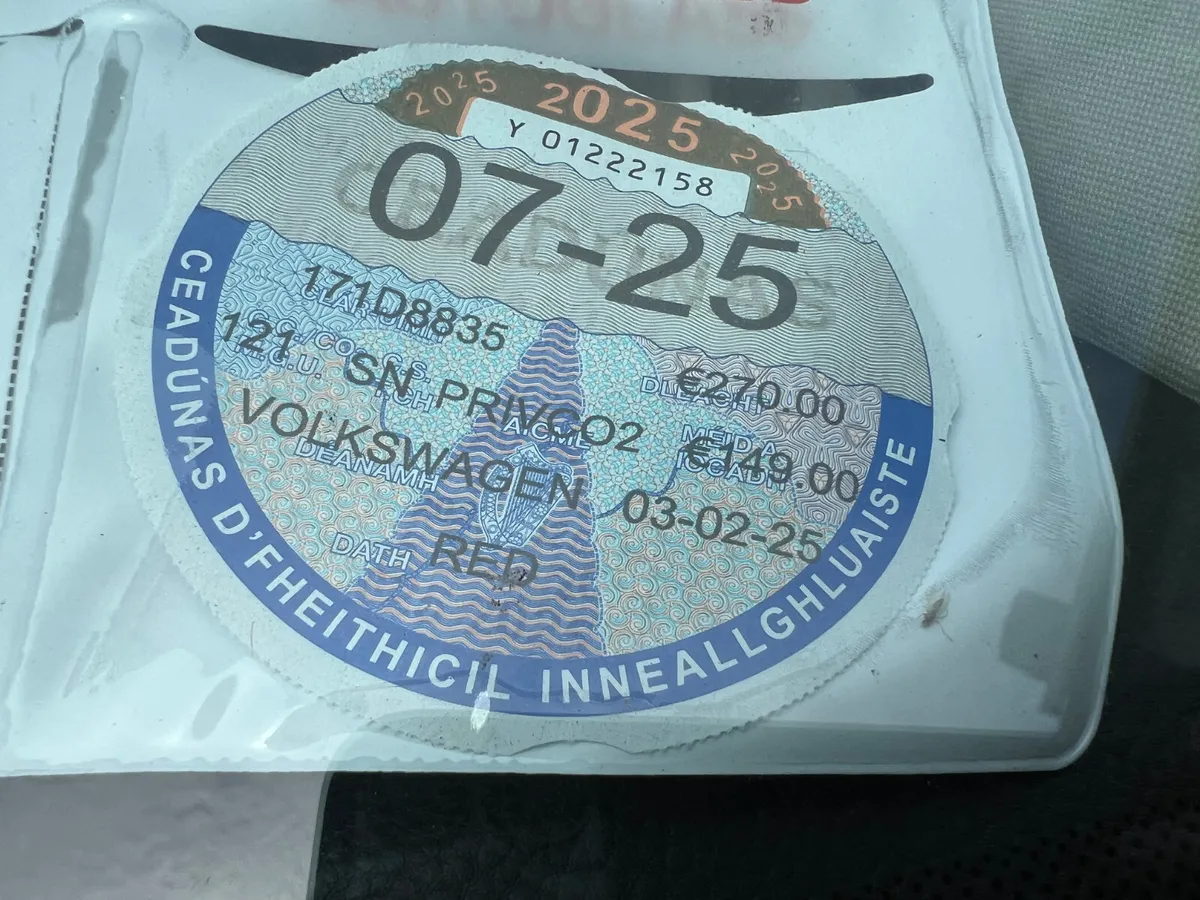 2025 2025 2025
Y 01222158
07-25
171D8835
121 SN PRIVCO2 €270.00
VOLKSWAGEN €149.00
DÉANAMH
03-02-25
DATH RED
CEADÚNAS D'FHEITHICIL INNEALLGHLUAISTE